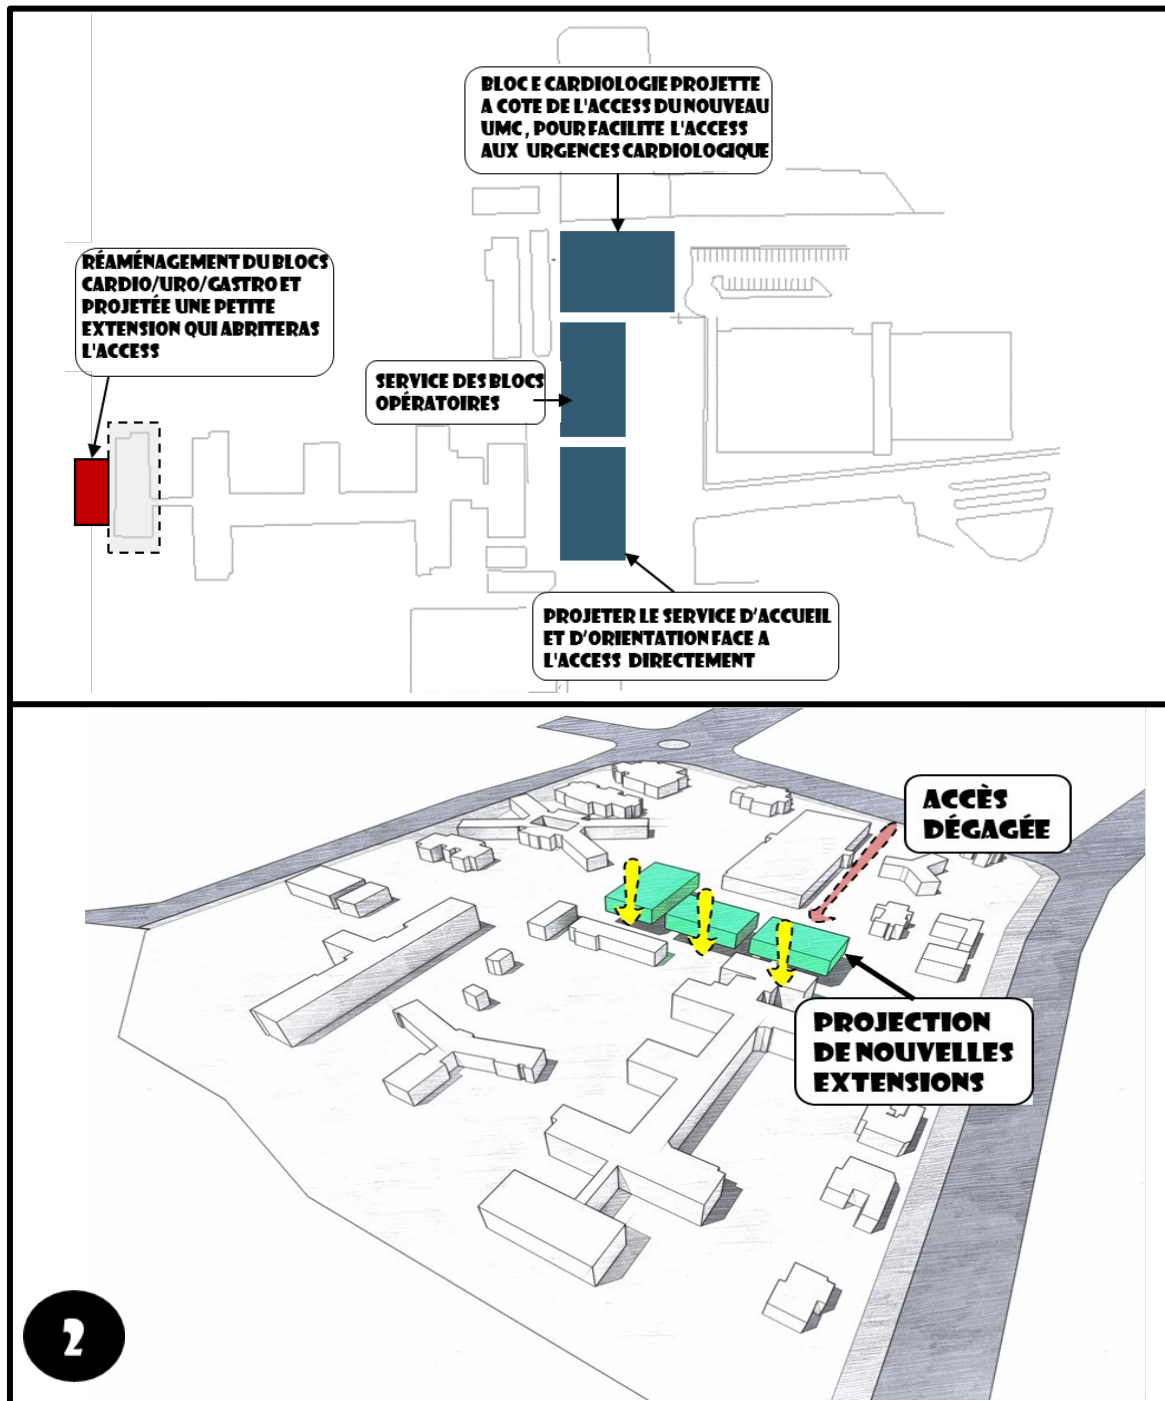 BLOC E CARDIOLOGIE PROJETTE
A COTE DE L'ACCESS DU NOUVEAU
UMC , POUR FACILITE L'ACCESS
AUX URGENCES CARDIOLOGIQUE
RÉAMÉNAGEMENT DU BLOCS
CARDIO/URO/GASTRO ET
PROJETÉE UNE PETITE
EXTENSION QUI ABRITERAS
L'ACCESS
SERVICE DES BLOCS
OPÉRATOIRES
PROJETER LE SERVICE D'ACCUEIL
ET D'ORIENTATION FACE A
L'ACCESS DIRECTEMENT
ACCÈS
DÉGAGÉE
PROJECTION
DE NOUVELLES
EXTENSIONS
2